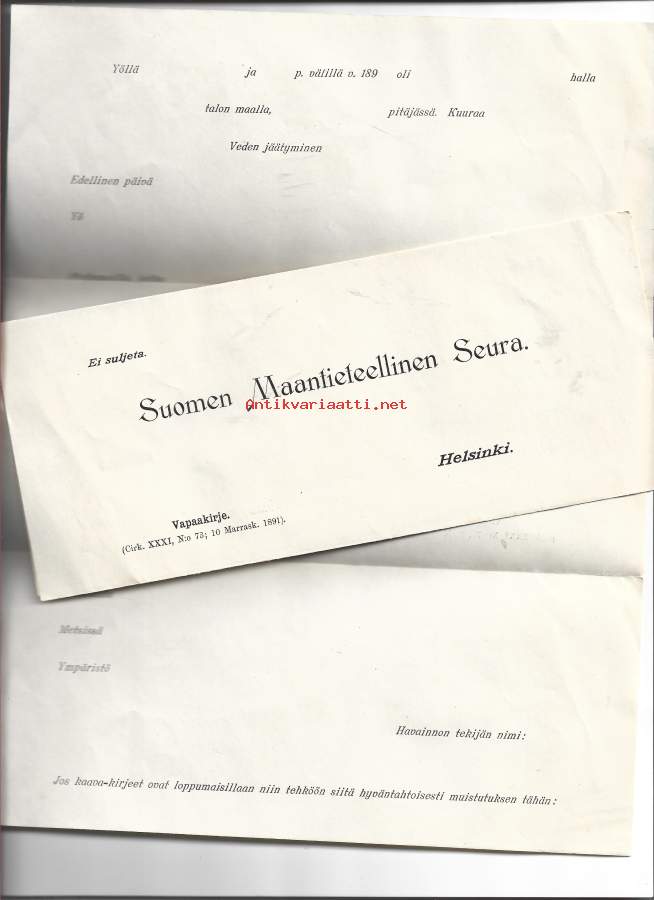 Yöllä ja p. välillä v. 189 oli halla
talon maalla, pitäjässä. Kuuraa
Veden jäätyminen
Edellinen päivä
Yö
Ei suljeta.
Suomen Maantieteellinen Seura.
Antikvariaatti.net
Helsinki.
Vapaakirje.
(Cirk. XXXI, N:o 73; 10 Marrask. 1891).
Metsissä
Ympäristö
Havainnon tekijän nimi:
Jos kaava-kirjeet ovat loppumaisillaan niin tehköön siitä hyväntahtoisesti muistutuksen tähän: